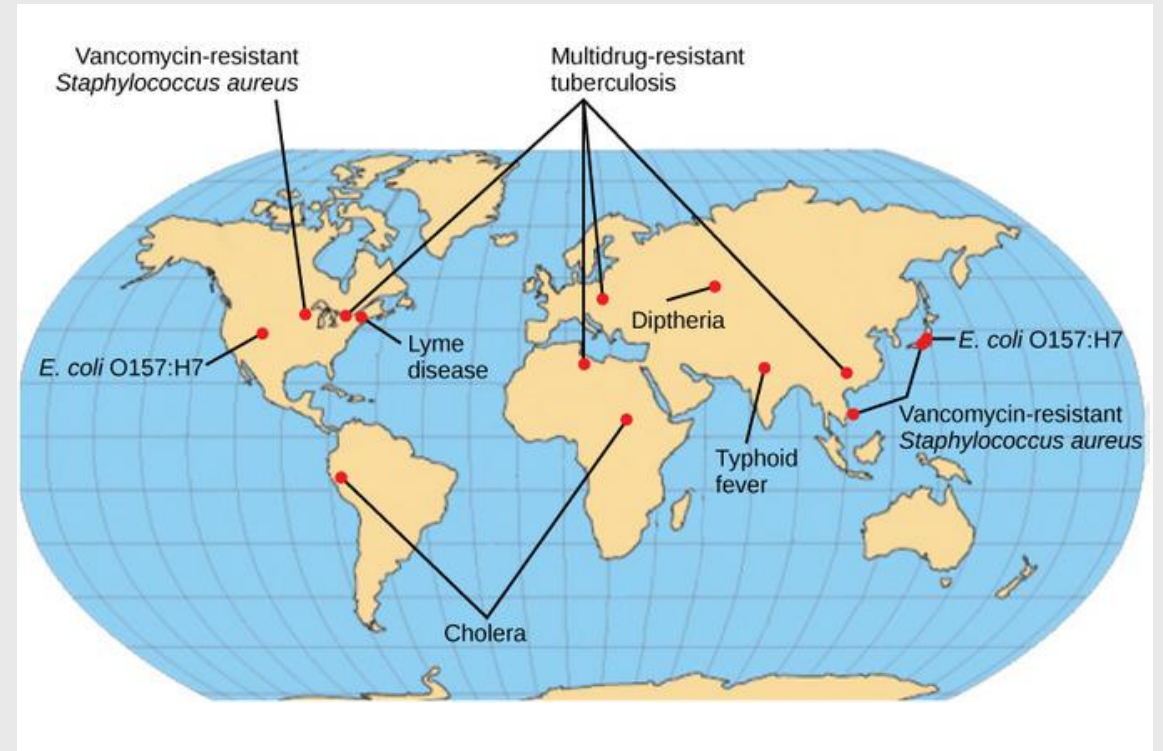 Vancomycin-resistant
Staphylococcus aureus
Multidrug-resistant
tuberculosis
Diptheria
E. coli O157:H7
Lyme
disease
E. coli O157:H7
Vancomycin-resistant
Staphylococcus aureus
Typhoid
fever
Cholera